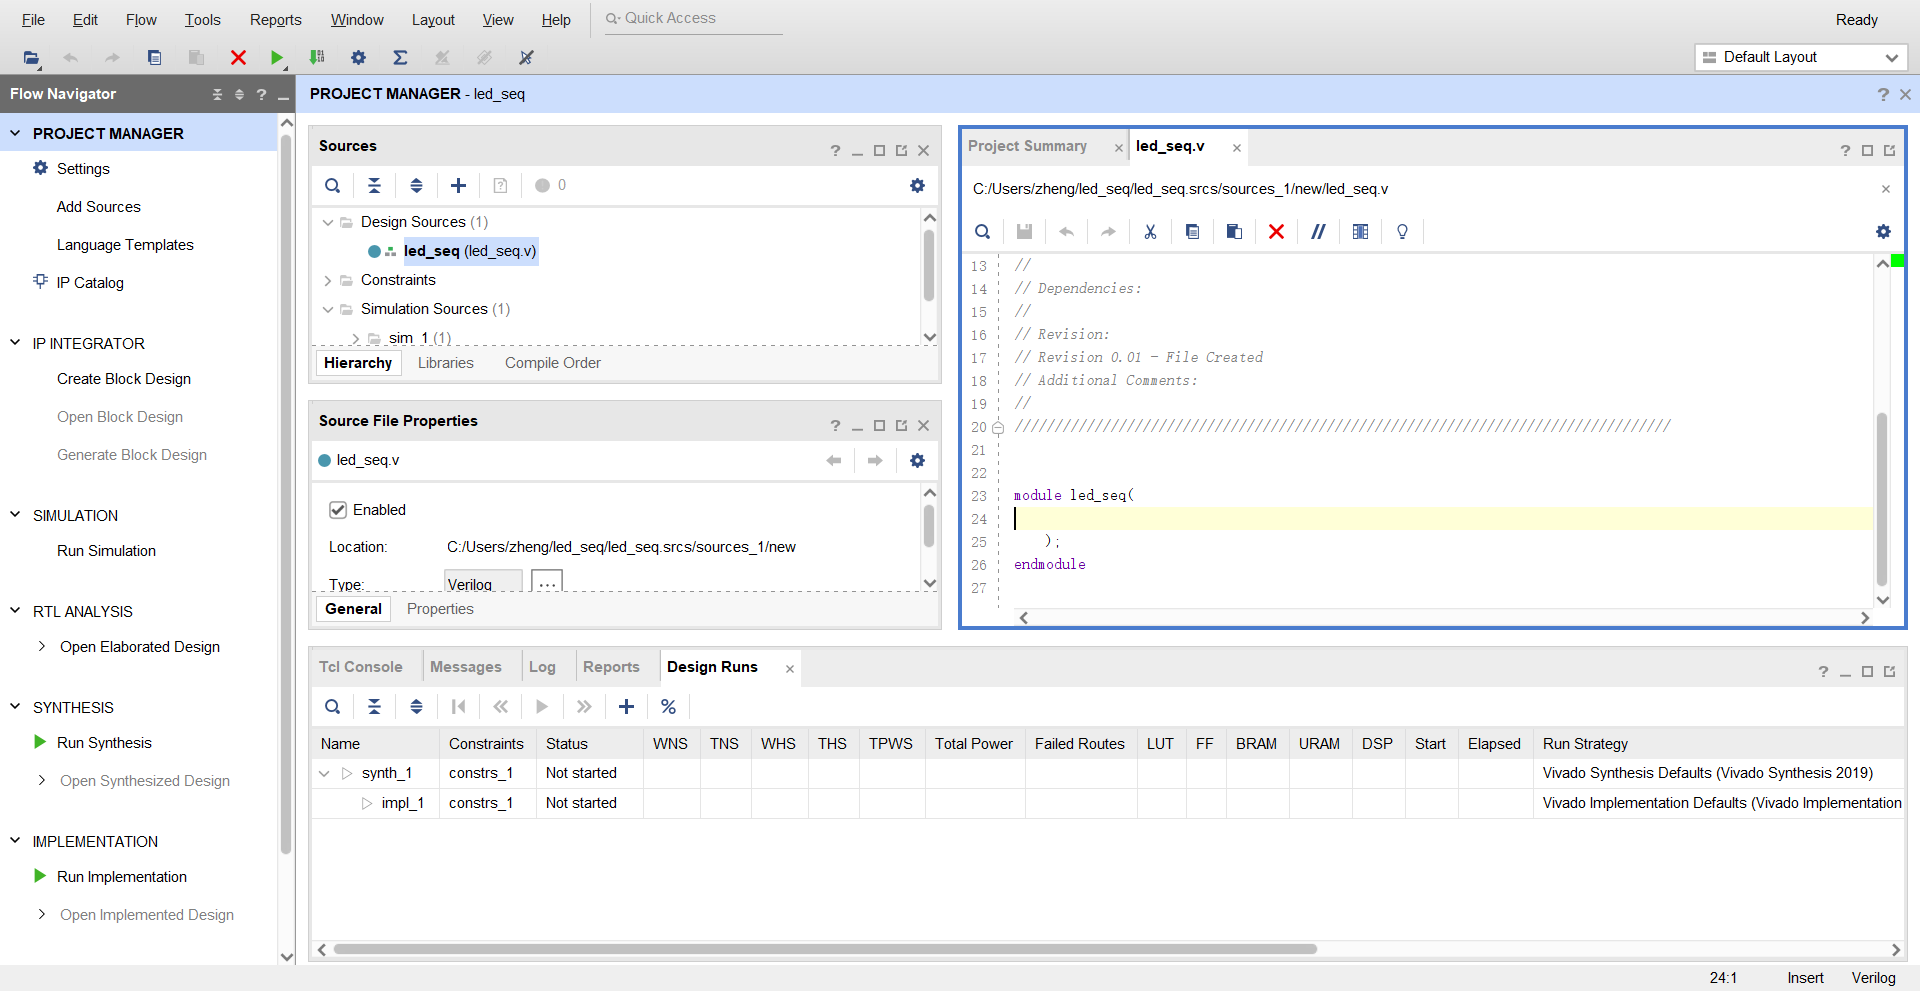 File Edit Flow Tools Reports Window Layout View Help Quick Access Ready
Default Layout
Flow Navigator
PROJECT MANAGER
Settings
Add Sources
Language Templates
IP Catalog
IP INTEGRATOR
Create Block Design
Open Block Design
Generate Block Design
SIMULATION
Run Simulation
RTL ANALYSIS
Open Elaborated Design
SYNTHESIS
Run Synthesis
Open Synthesized Design
IMPLEMENTATION
Run Implementation
Open Implemented Design
PROJECT MANAGER - led_seq
Sources
0
Design Sources (1)
led_seq (led_seq.v)
Constraints
Simulation Sources (1)
sim_1 (1)
Hierarchy Libraries Compile Order
Source File Properties
led_seq.v
Enabled
Location: C:/Users/zheng/led_seq/led_seq.srcs/sources_1/new
Type: Verilog ...
General Properties
Project Summary led_seq.v
C:/Users/zheng/led_seq/led_seq.srcs/sources_1/new/led_seq.v
13 //
14 // Dependencies:
15 //
16 // Revision:
17 // Revision 0.01 - File Created
18 // Additional Comments:
19 //
20 //////////////////////////////////////////////////////////////////////////////////
21
22
23 module led_seq(
24
25 );
26 endmodule
27
Tcl Console Messages Log Reports Design Runs
Name Constraints Status WNS TNS WHS THS TPWS Total Power Failed Routes LUT FF BRAM URAM DSP Start Elapsed Run Strategy
synth_1 constrs_1 Not started Vivado Synthesis Defaults (Vivado Synthesis 2019)
impl_1 constrs_1 Not started Vivado Implementation Defaults (Vivado Implementation
24:1 Insert Verilog